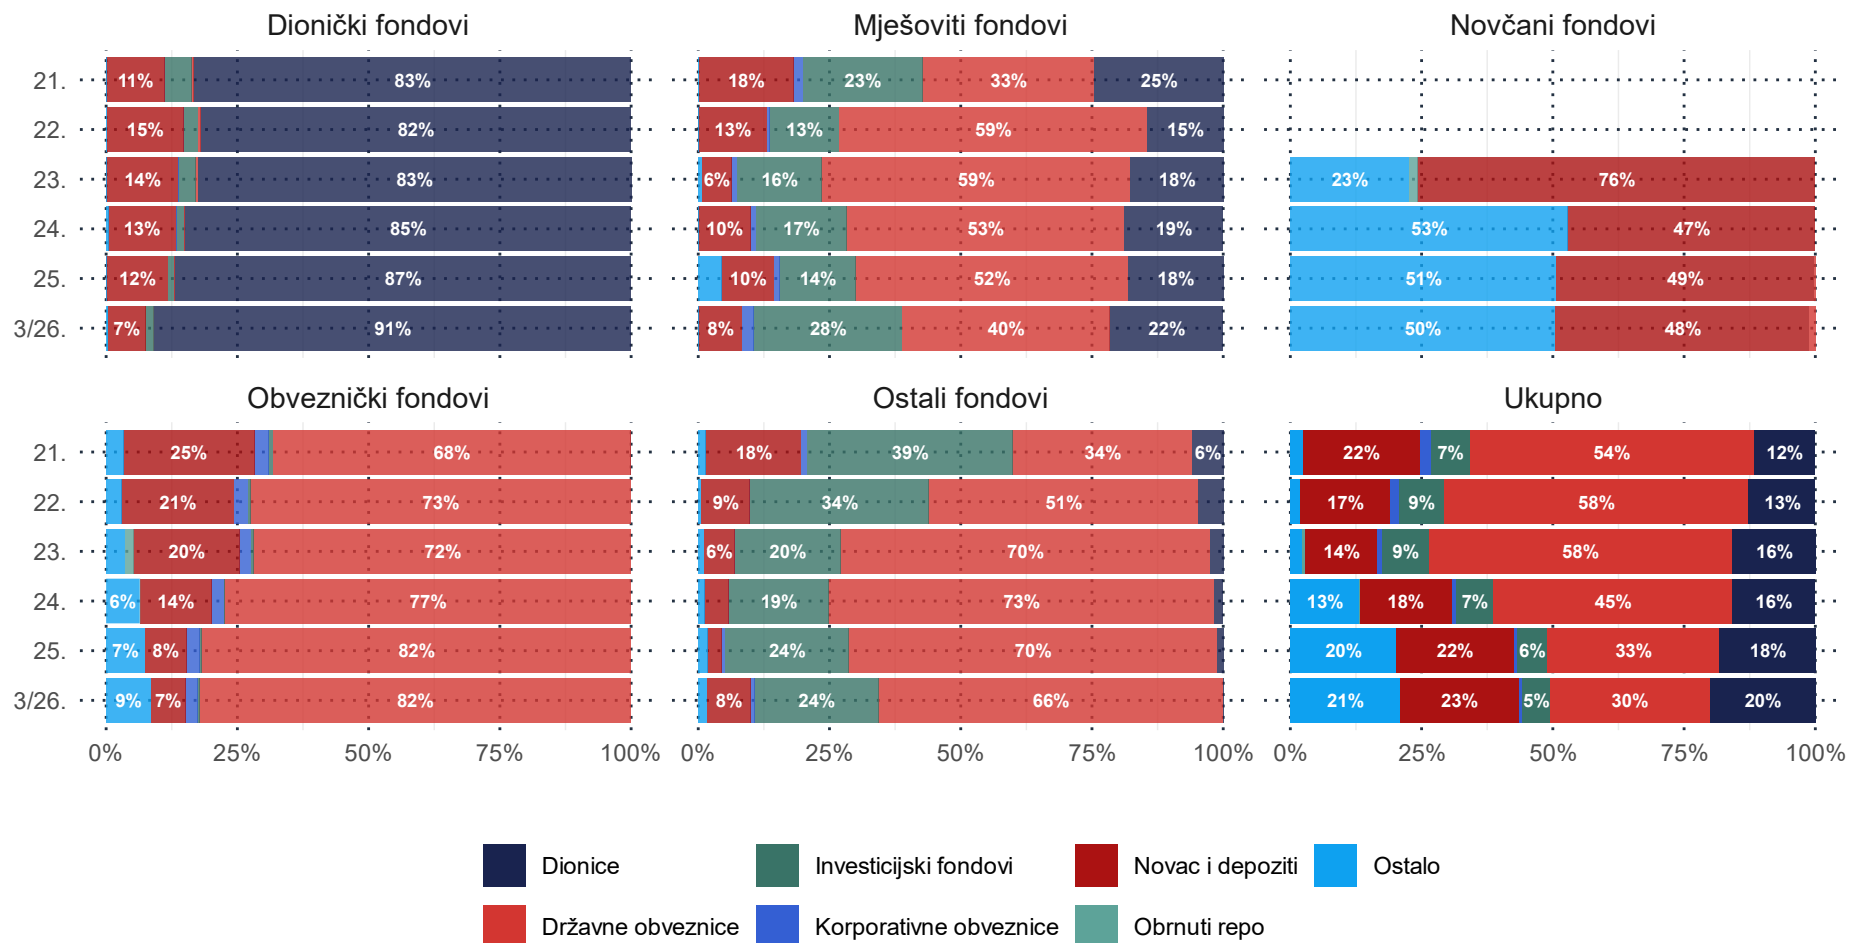 Dionički fondovi Mješoviti fondovi Novčani fondovi
21. 11% 83% 18% 23% 33% 25%
22. 15% 82% 13% 13% 59% 15%
23. 14% 83% 6% 16% 59% 18% 23% 76%
24. 13% 85% 10% 17% 53% 19% 53% 47%
25. 12% 87% 10% 14% 52% 18% 51% 49%
3/26. 7% 91% 8% 28% 40% 22% 50% 48%
Obveznički fondovi Ostali fondovi Ukupno
21. 25% 68% 18% 39% 34% 6% 22% 7% 54% 12%
22. 21% 73% 9% 34% 51% 17% 9% 58% 13%
23. 20% 72% 6% 20% 70% 14% 9% 58% 16%
24. 6% 14% 77% 19% 73% 13% 18% 7% 45% 16%
25. 7% 8% 82% 24% 70% 20% 22% 6% 33% 18%
3/26. 9% 7% 82% 8% 24% 66% 21% 23% 5% 30% 20%
0% 25% 50% 75% 100% 0% 25% 50% 75% 100% 0% 25% 50% 75% 100%
Dionice Investicijski fondovi Novac i depoziti Ostalo
Državne obveznice Korporativne obveznice Obrnuti repo